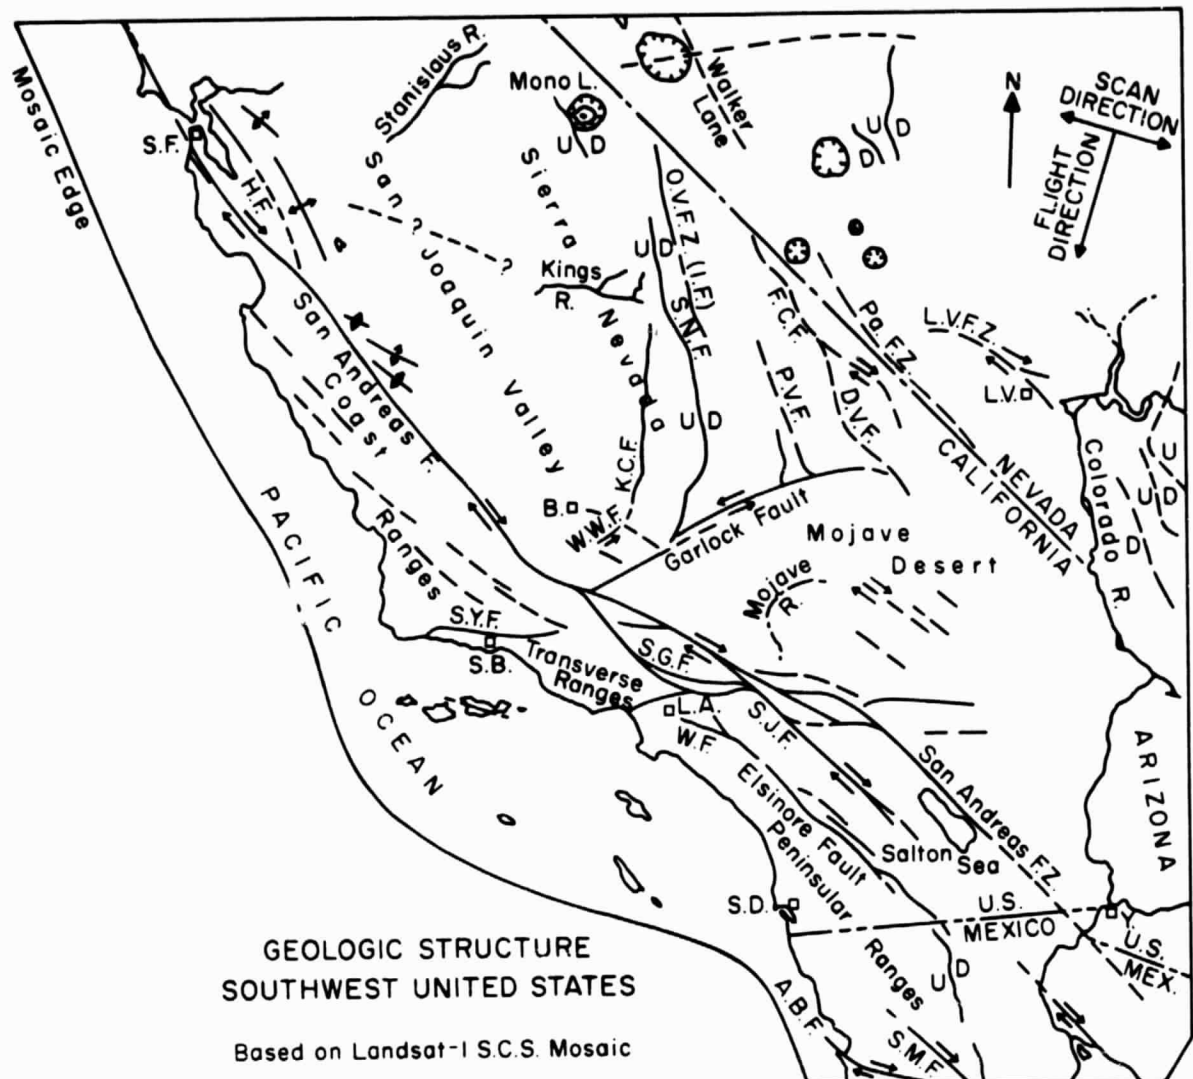 Mosaic Edge
S.F.
H.F.
Stanislaus R.
Mono L.
U D
Walker
Lane
U D
D
N
SCAN
DIRECTION
FLIGHT
DIRECTION
San Joaquin Valley
?
?
Sierra Nevada
Kings
R.
O.V.F.Z. (I.F.)
U D
S.N.F.
U D
K.C.F.
F.C.F.
Pa. F.Z.
P.V.F.
D.V.F.
L.V.F.Z.
L.V.
NEVADA
CALIFORNIA
Colorado R.
U
U D
D
San Andreas F.
Coast
Ranges
B.
W.W.F.
Garlock Fault
Mojave
Desert
Mojave
R.
PACIFIC
OCEAN
S.Y.F.
S.B.
Transverse
Ranges
S.G.F.
L.A.
W.F.
S.J.F.
San Andreas F.Z.
Elsinore Fault
Peninsular
Ranges
Salton Sea
ARIZONA
S.D.
U.S.
MEXICO
U.S.
MEX.
U D
A.B.F.
S.M.F.
GEOLOGIC STRUCTURE
SOUTHWEST UNITED STATES
Based on Landsat-1 S.C.S. Mosaic